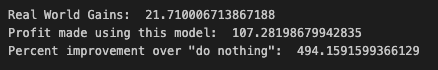 Real World Gains:  21.710006713867188
Profit made using this model:  107.28198679942835
Percent improvement over "do nothing":  494.1591599366129